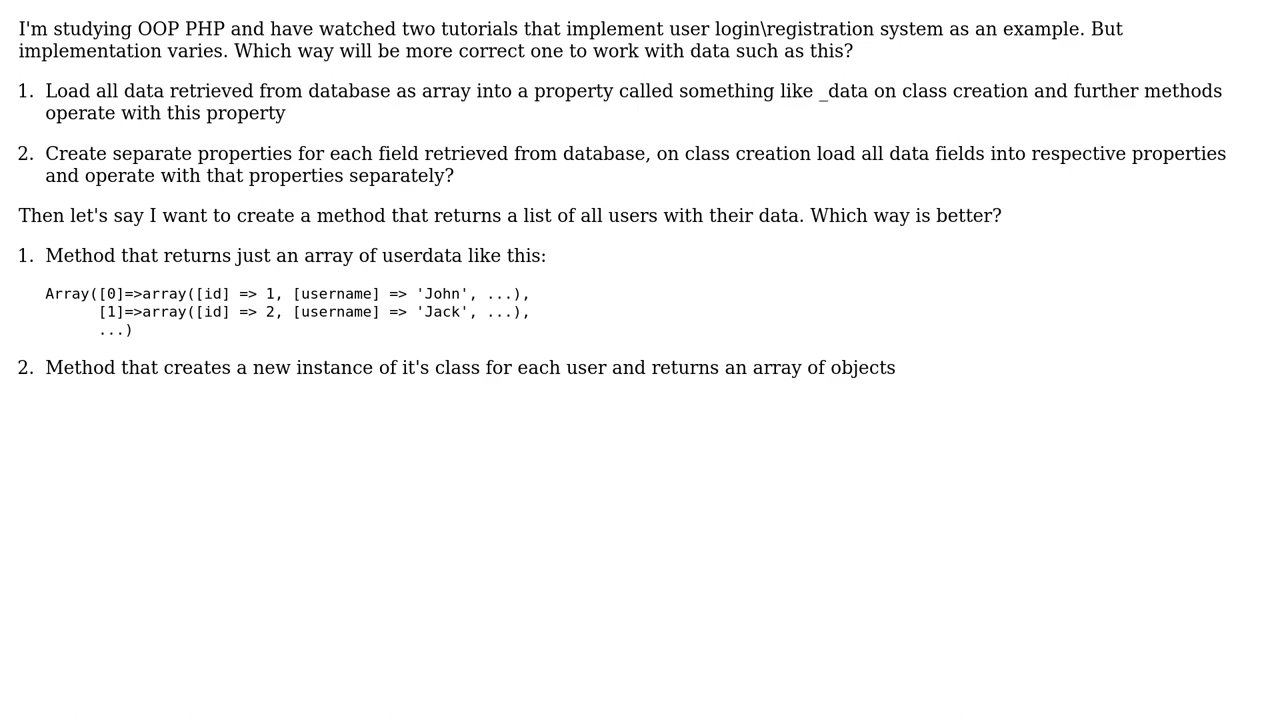 I'm studying OOP PHP and have watched two tutorials that implement user login\registration system as an example. But
implementation varies. Which way will be more correct one to work with data such as this?
1. Load all data retrieved from database as array into a property called something like _data on class creation and further methods
operate with this property
2. Create separate properties for each field retrieved from database, on class creation load all data fields into respective properties
and operate with that properties separately?
Then let's say I want to create a method that returns a list of all users with their data. Which way is better?
1. Method that returns just an array of userdata like this:
Array([0]=>array([id] => 1, [username] => 'John', ...),
[1]=>array([id] => 2, [username] => 'Jack', ...),
...)
2. Method that creates a new instance of it's class for each user and returns an array of objects